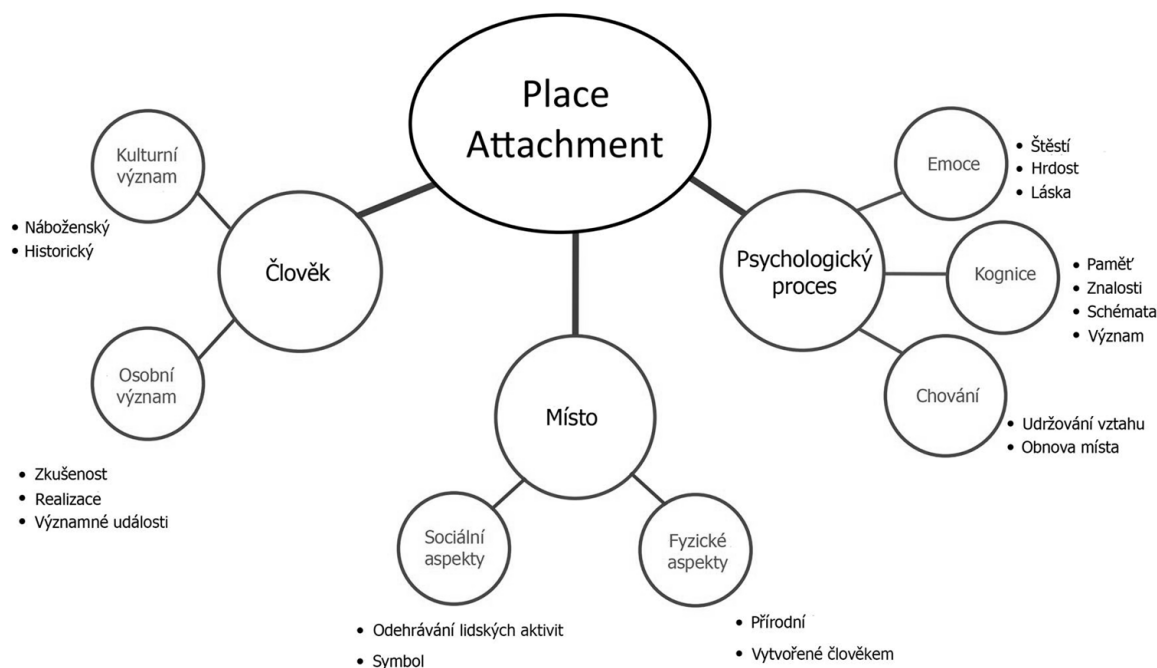 Place
Attachment
Kulturní
význam
• Náboženský
• Historický
Člověk
Osobní
význam
• Zkušenost
• Realizace
• Významné události
Místo
Sociální
aspekty
• Odehrávání lidských aktivit
• Symbol
Fyzické
aspekty
• Přírodní
• Vytvořené člověkem
Psychologický
proces
Emoce
• Štěstí
• Hrdost
• Láska
Kognice
• Paměť
• Znalosti
• Schémata
• Význam
Chování
• Udržování vztahu
• Obnova místa